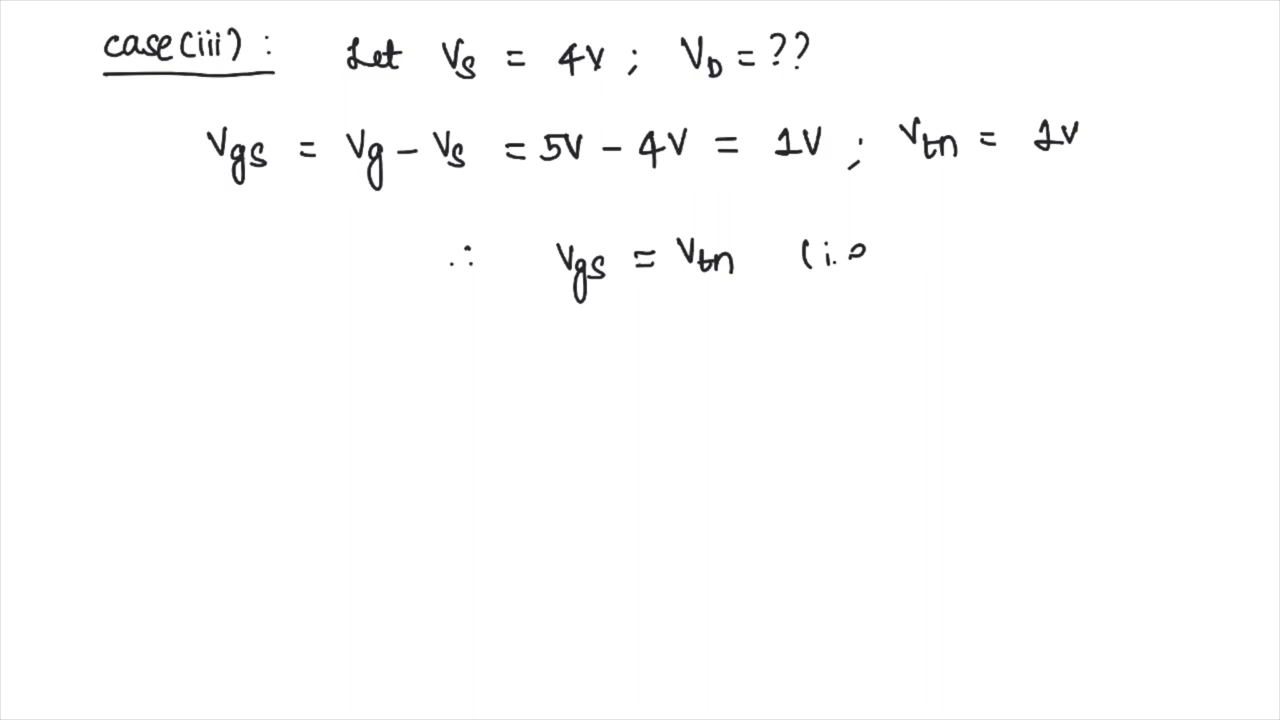 case(iii) : Let Vs = 4V ; VD = ??
Vgs = Vg - Vs = 5V - 4V = 1V ; Vtn = 1V
∴ Vgs = Vtn (i.e